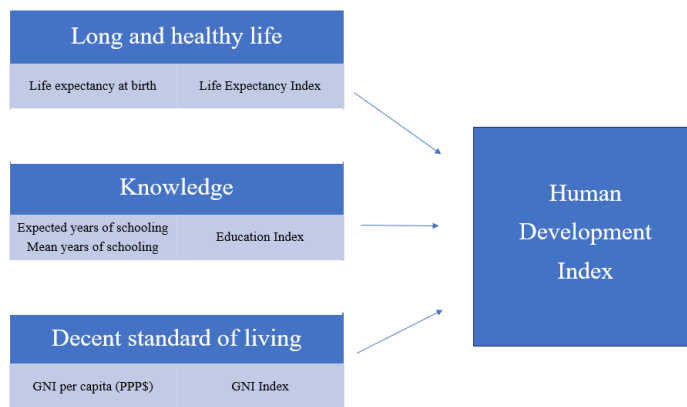 Long and healthy life
Life expectancy at birth
Life Expectancy Index
Knowledge
Expected years of schooling
Mean years of schooling
Education Index
Decent standard of living
GNI per capita (PPP$)
GNI Index
Human
Development
Index